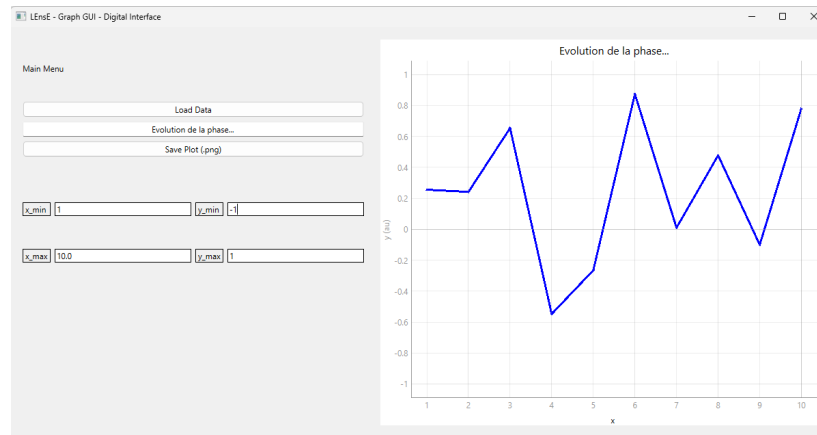 LEnsE - Graph GUI - Digital Interface
Main Menu
Load Data
Evolution de la phase...
Save Plot (.png)
x_min 1 y_min -1
x_max 10.0 y_max 1
Evolution de la phase...
y (au)
1
0.8
0.6
0.4
0.2
0
-0.2
-0.4
-0.6
-0.8
-1
1 2 3 4 5 6 7 8 9 10
x